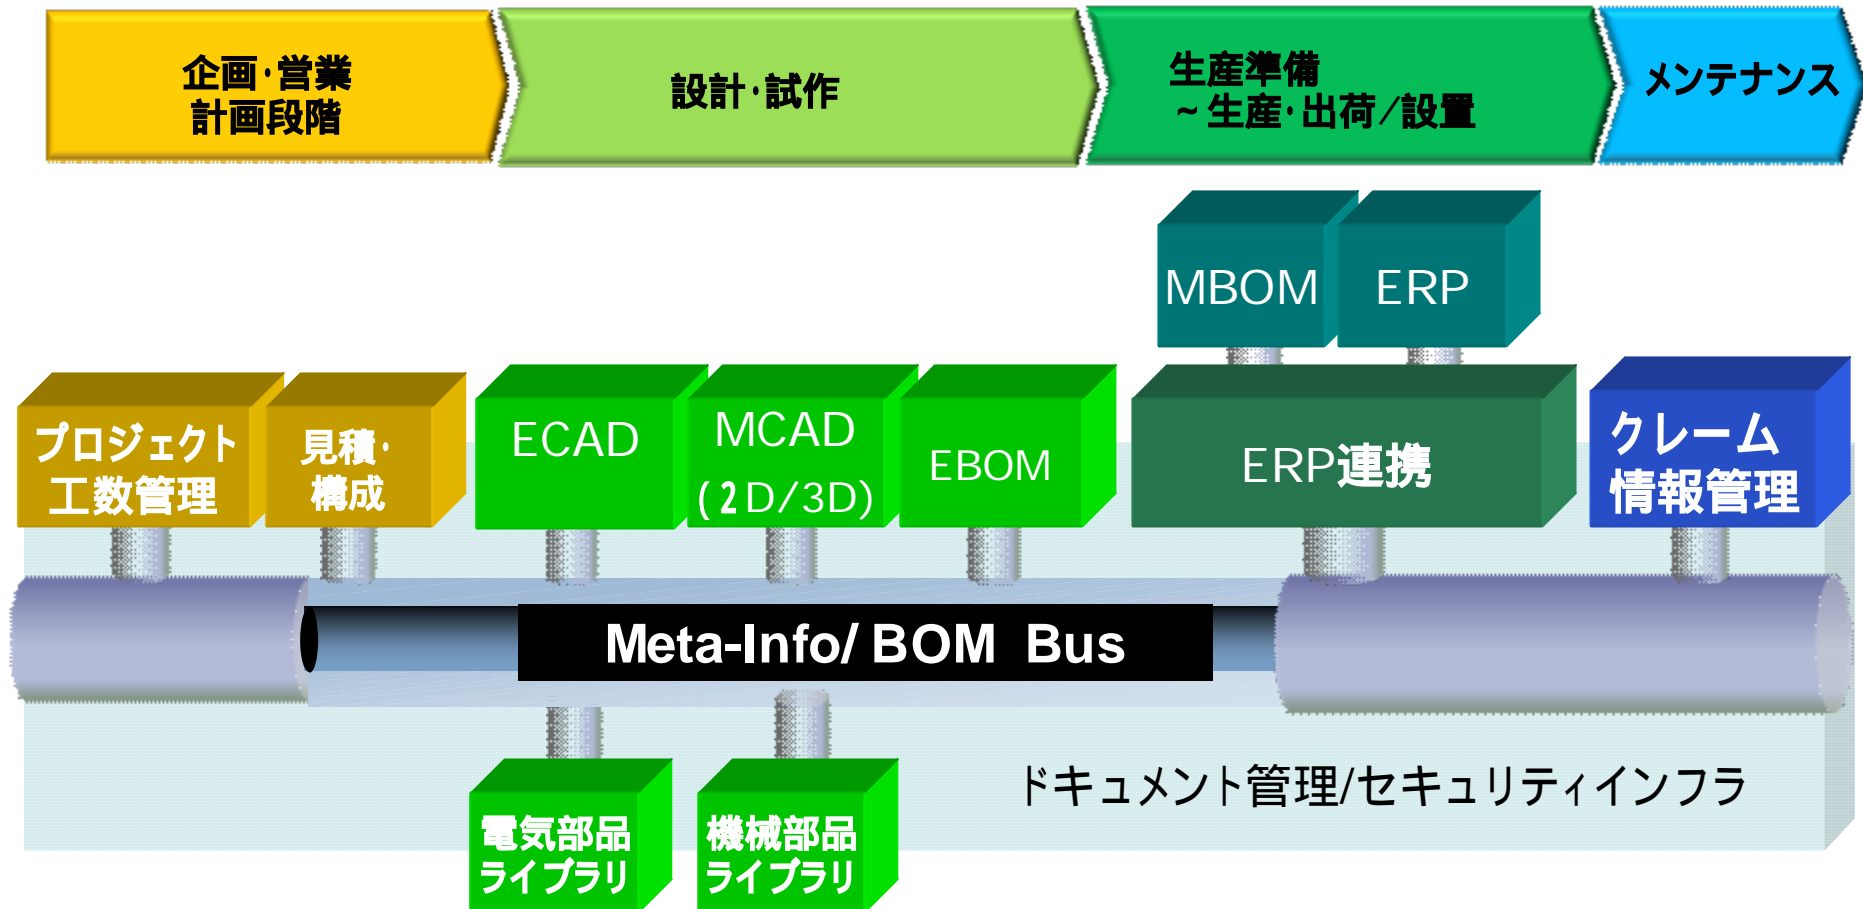 企画・営業
計画段階
設計・試作
生産準備
~生産・出荷/設置
メンテナンス
MBOM
ERP
プロジェクト
工数管理
見積・
構成
ECAD
MCAD
(2D/3D)
EBOM
ERP連携
クレーム
情報管理
Meta-Info/ BOM Bus
ドキュメント管理/セキュリティインフラ
電気部品
ライブラリ
機械部品
ライブラリ